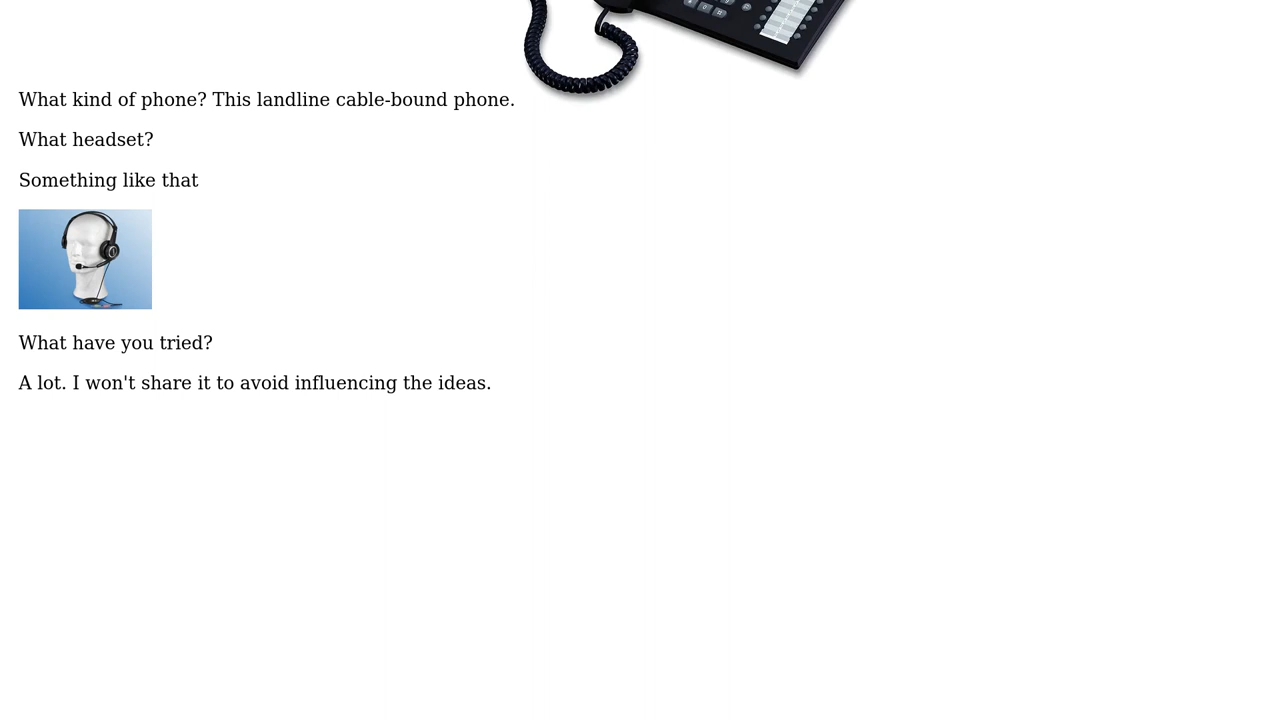 What kind of phone? This landline cable-bound phone.
What headset?
Something like that
What have you tried?
A lot. I won't share it to avoid influencing the ideas.